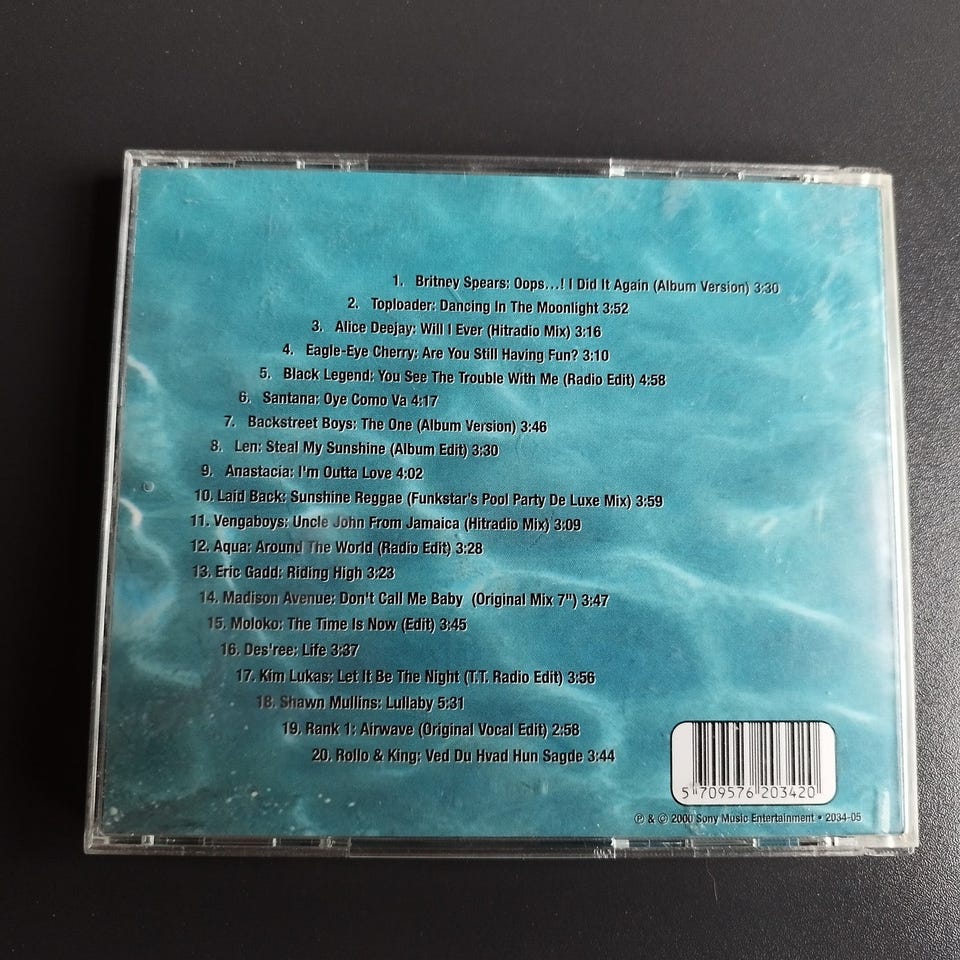 1. Britney Spears: Oops...! I Did It Again (Album Version) 3:30
2. Toploader: Dancing In The Moonlight 3:52
3. Alice Deejay: Will I Ever (Hitradio Mix) 3:16
4. Eagle-Eye Cherry: Are You Still Having Fun? 3:10
5. Black Legend: You See The Trouble With Me (Radio Edit) 4:58
6. Santana: Oye Como Va 4:17
7. Backstreet Boys: The One (Album Version) 3:46
8. Len: Steal My Sunshine (Album Edit) 3:30
9. Anastacia: I'm Outta Love 4:02
10. Laid Back: Sunshine Reggae (Funkstar's Pool Party De Luxe Mix) 3:59
11. Vengaboys: Uncle John From Jamaica (Hitradio Mix) 3:09
12. Aqua: Around The World (Radio Edit) 3:28
13. Eric Gadd: Riding High 3:23
14. Madison Avenue: Don't Call Me Baby (Original Mix 7") 3:47
15. Moloko: The Time Is Now (Edit) 3:45
16. Des'ree: Life 3:37
17. Kim Lukas: Let It Be The Night (T.T. Radio Edit) 3:56
18. Shawn Mullins: Lullaby 5:31
19. Rank 1: Airwave (Original Vocal Edit) 2:58
20. Rollo & King: Ved Du Hvad Hun Sagde 3:44
5 709576 203420
℗ & © 2000 Sony Music Entertainment • 2034-05